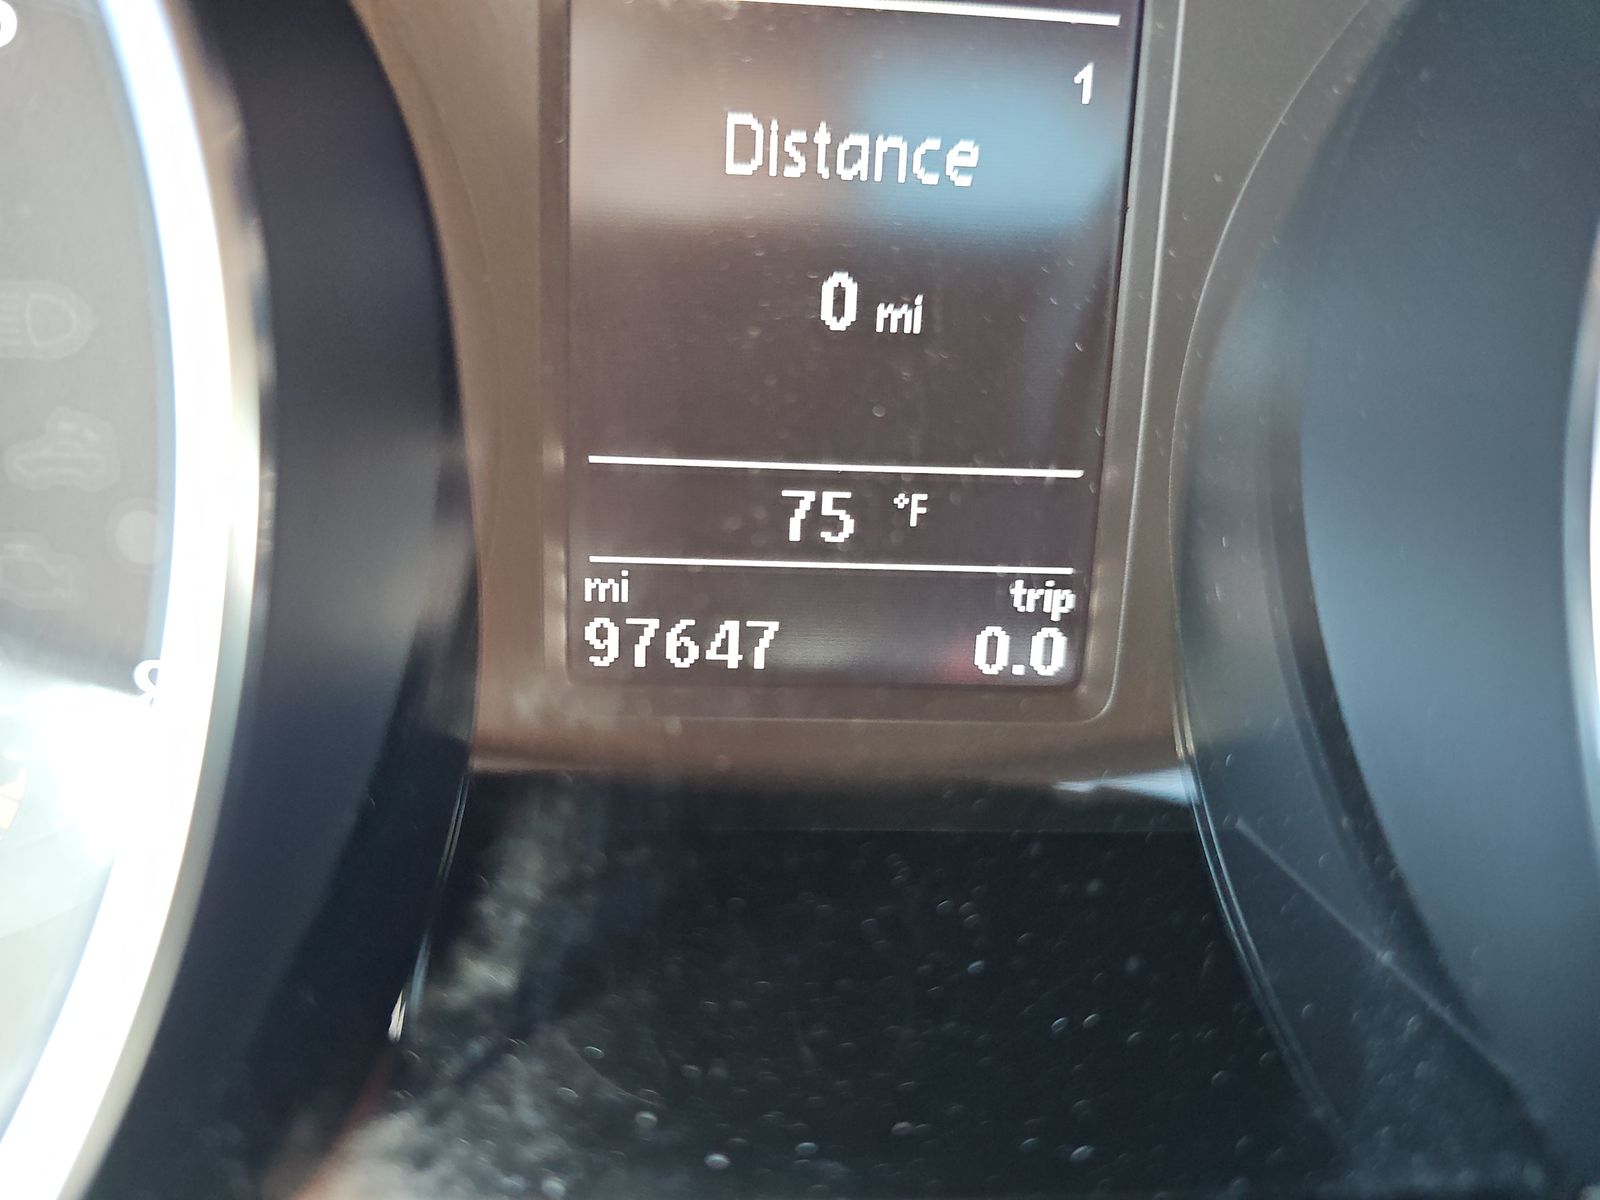 1
Distance
0 mi
75 °F
mi trip
97647 0.0